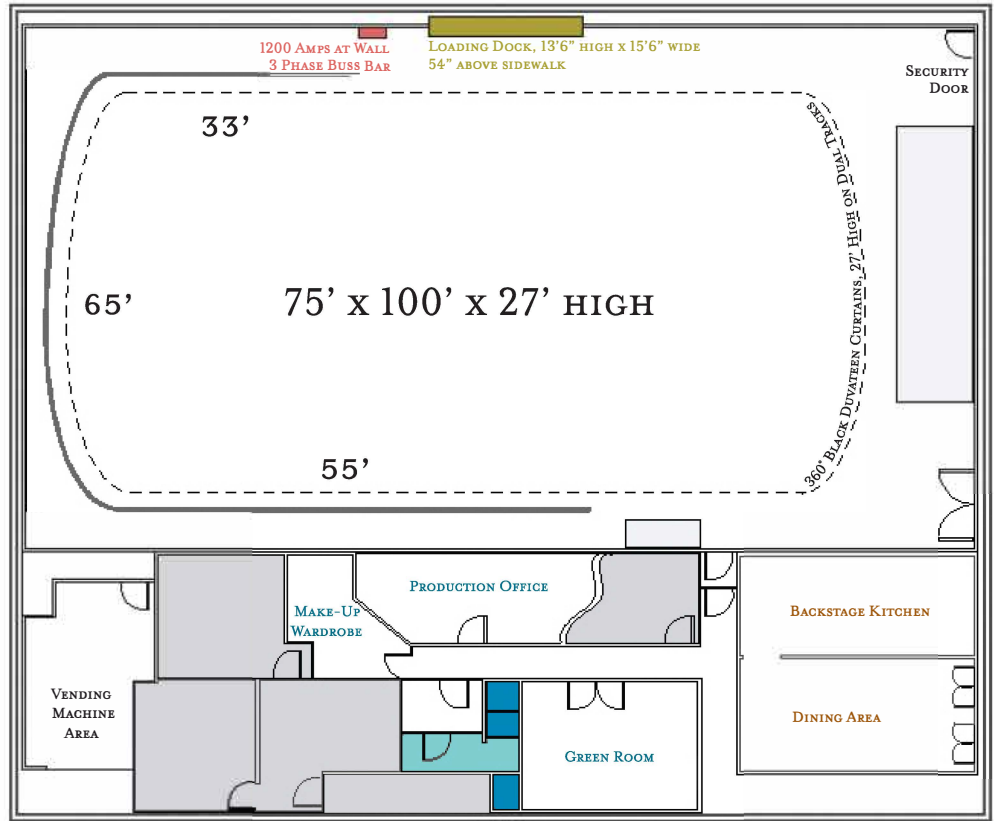 1200 Amps at Wall
3 Phase Buss Bar
Loading Dock, 13'6" high x 15'6" wide
54" above sidewalk
Security
Door
33'
360° Black Duvateen Curtains, 27' High on Dual Tracks
65'
75' x 100' x 27' high
55'
Production Office
Make-Up
Wardrobe
Backstage Kitchen
Vending
Machine
Area
Dining Area
Green Room